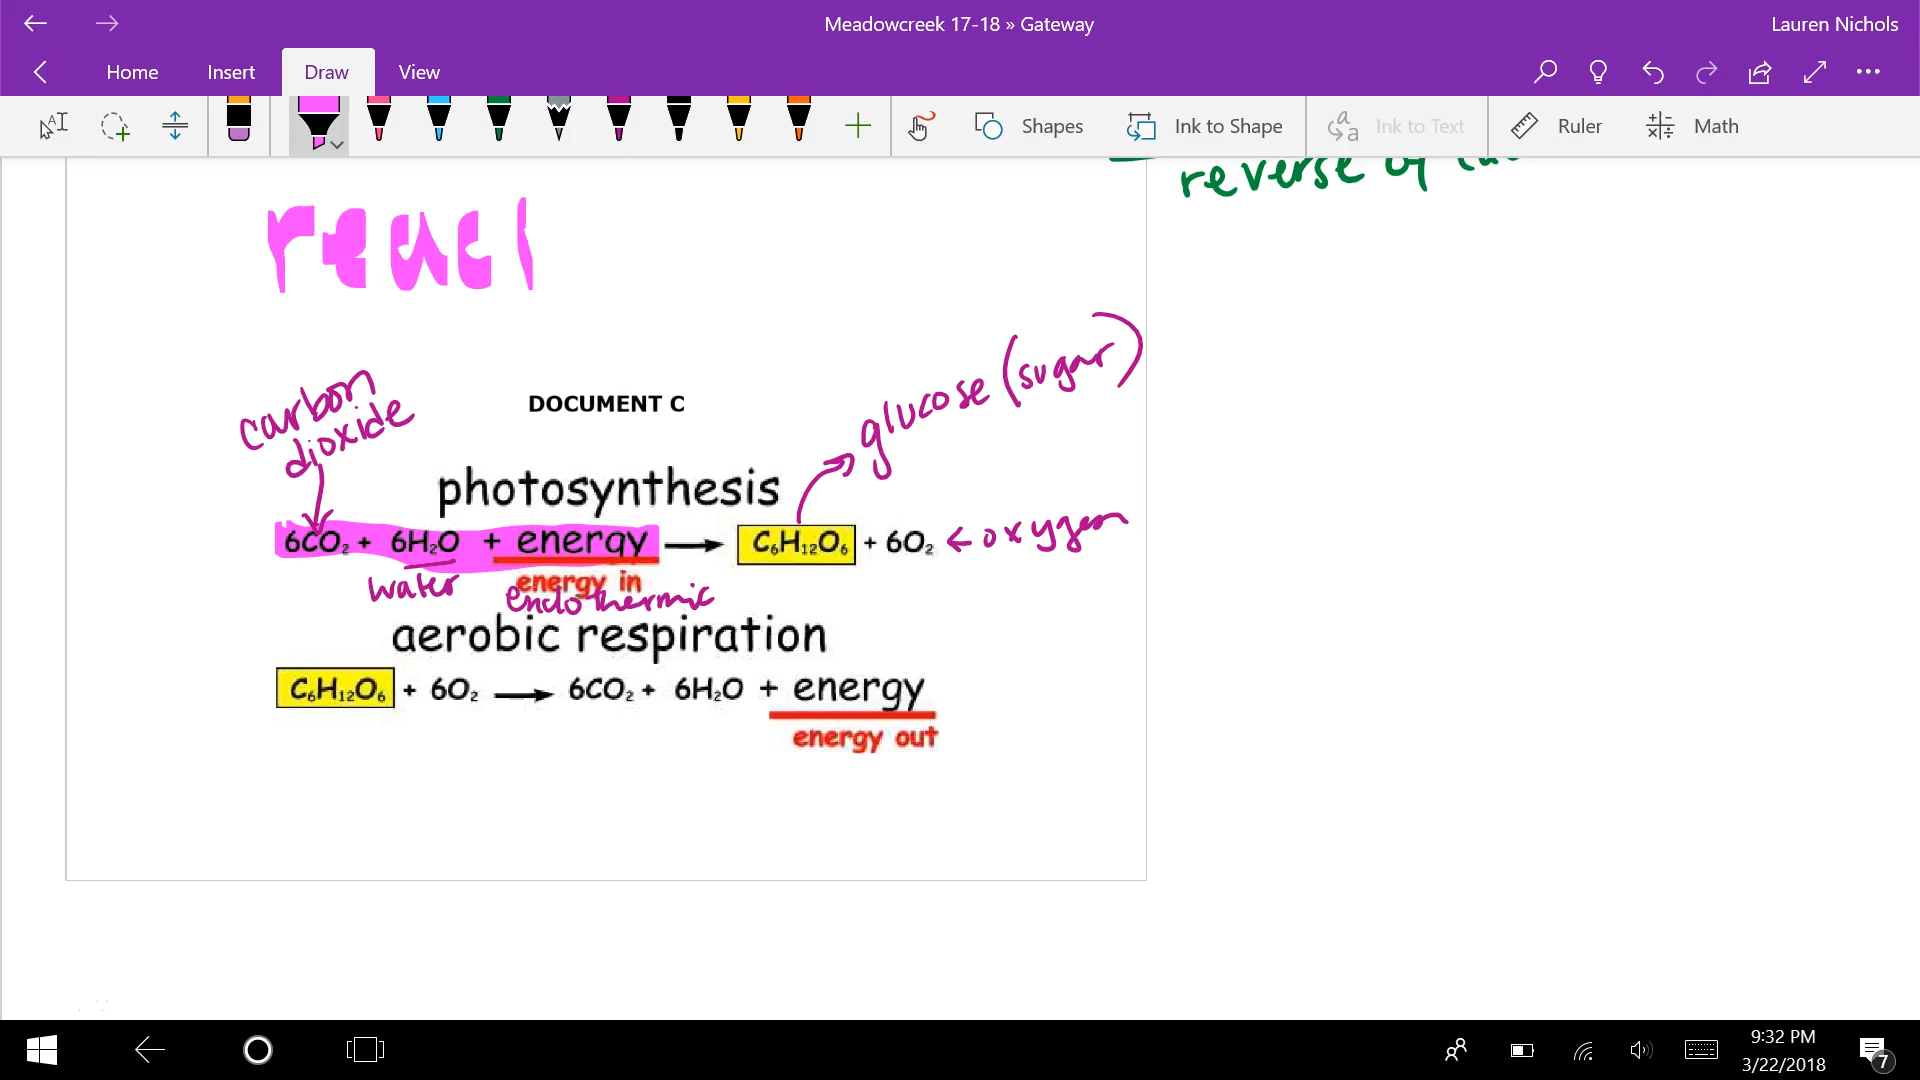 Meadowcreek 17-18 » Gateway
Lauren Nichols
Home Insert Draw View
Shapes Ink to Shape Ink to Text Ruler Math
reverse of
reac
DOCUMENT C
carbon
dioxide
glucose (sugar)
photosynthesis
6CO₂ + 6H₂O + energy → C₆H₁₂O₆ + 6O₂ ← oxygen
water
energy in
endothermic
aerobic respiration
C₆H₁₂O₆ + 6O₂ → 6CO₂ + 6H₂O + energy
energy out
9:32 PM
3/22/2018
7